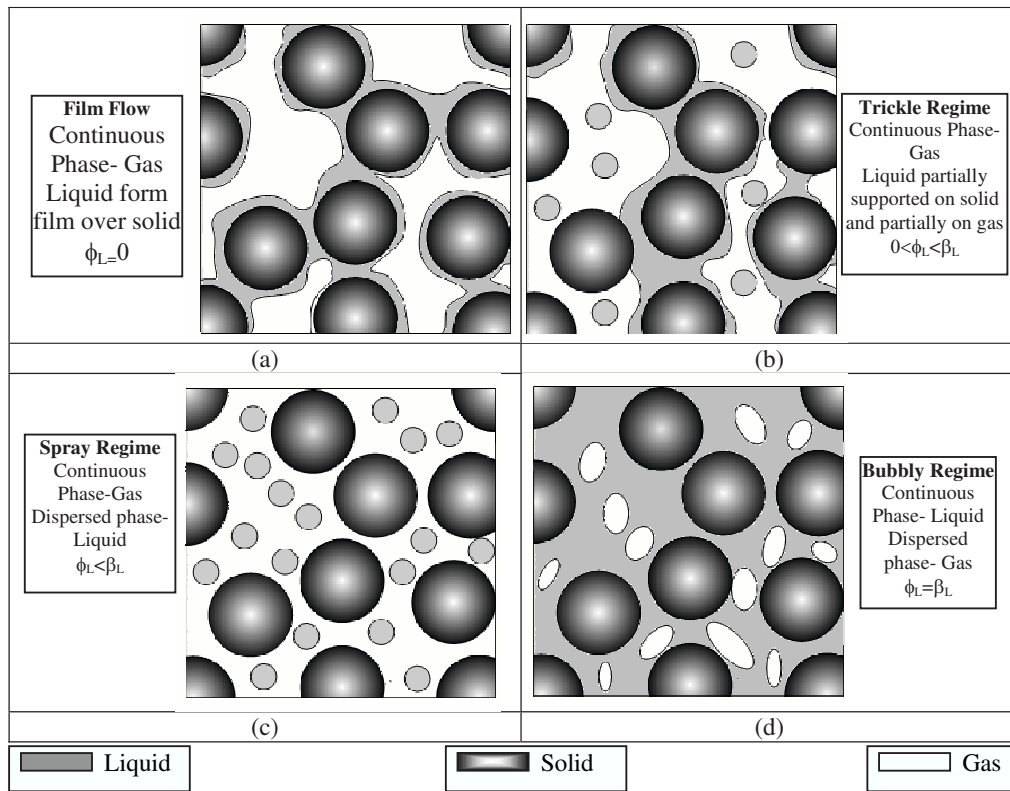 Film Flow
Continuous
Phase- Gas
Liquid form
film over solid
ϕL=0
Trickle Regime
Continuous Phase-
Gas
Liquid partially
supported on solid
and partially on gas
0<ϕL<βL
(a)
(b)
Spray Regime
Continuous
Phase-Gas
Dispersed phase-
Liquid
ϕL<βL
Bubbly Regime
Continuous
Phase- Liquid
Dispersed
phase- Gas
ϕL=βL
(c)
(d)
Liquid
Solid
Gas